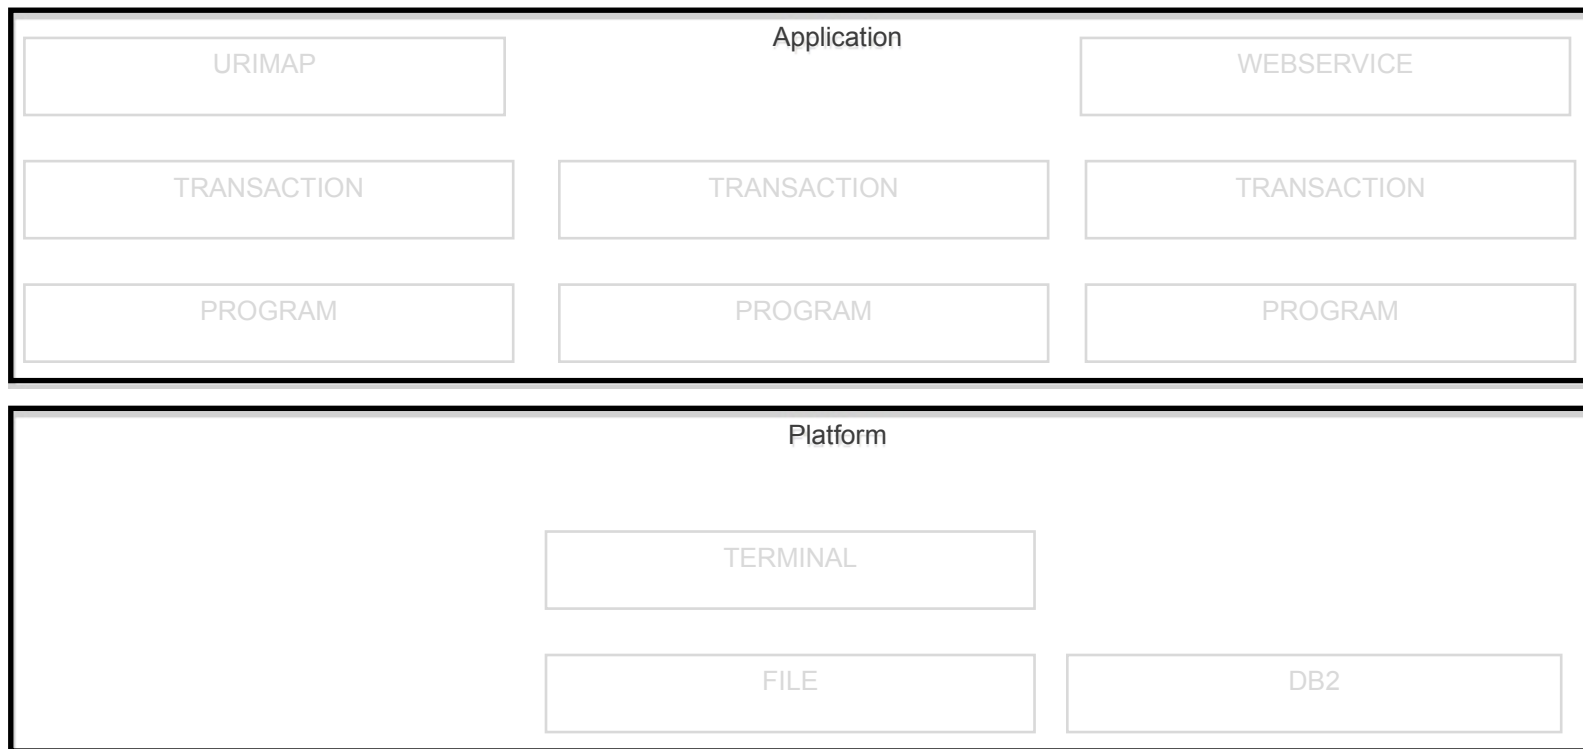 Application
URIMAP
WEBSERVICE
TRANSACTION
TRANSACTION
TRANSACTION
PROGRAM
PROGRAM
PROGRAM
Platform
TERMINAL
FILE
DB2